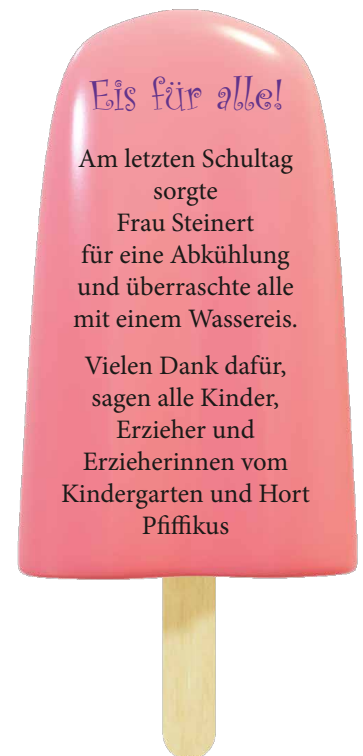 Eis für alle!
Am letzten Schultag
sorgte
Frau Steinert
für eine Abkühlung
und überraschte alle
mit einem Wassereis.
Vielen Dank dafür,
sagen alle Kinder,
Erzieher und
Erzieherinnen vom
Kindergarten und Hort
Pfiffikus